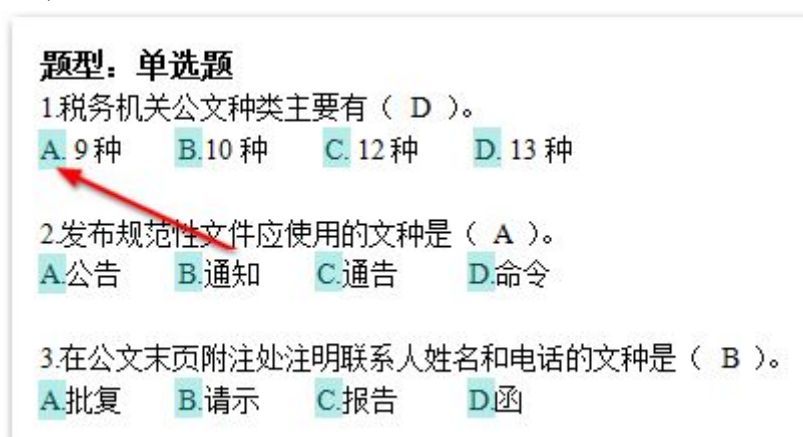 题型：单选题
1.税务机关公文种类主要有（ D ）。
A. 9种 B.10种 C. 12种 D. 13种
2.发布规范性文件应使用的文种是（ A ）。
A.公告 B.通知 C.通告 D.命令
3.在公文末页附注处注明联系人姓名和电话的文种是（ B ）。
A.批复 B.请示 C.报告 D.函